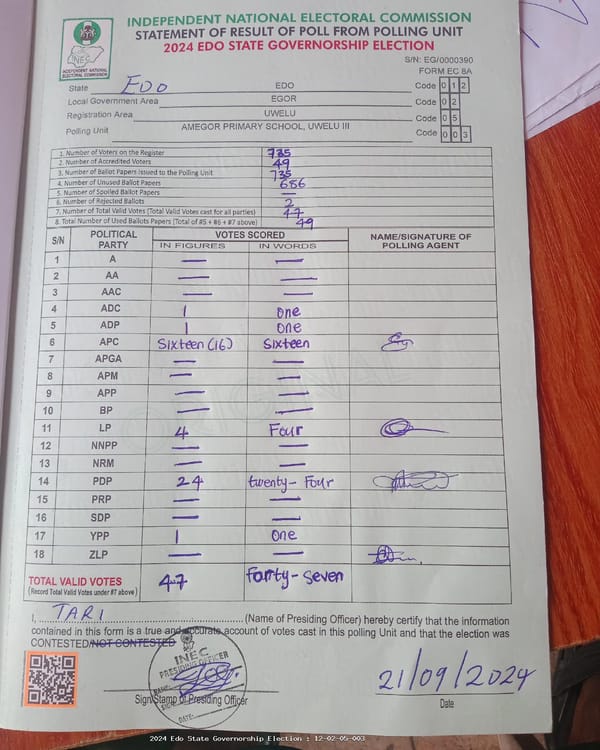 INDEPENDENT NATIONAL ELECTORAL COMMISSION
STATEMENT OF RESULT OF POLL FROM POLLING UNIT
2024 EDO STATE GOVERNORSHIP ELECTION
INEC
INDEPENDENT NATIONAL ELECTORAL COMMISSION
S/N: EG/0000390
FORM EC 8A
State EDO EDO Code 0 1 2
Local Government Area EGOR Code 0 2
Registration Area UWELU Code 0 5
Polling Unit AMEGOR PRIMARY SCHOOL, UWELU III Code 0 0 3
1. Number of Voters on the Register 735
2. Number of Accredited Voters 49
3. Number of Ballot Papers Issued to the Polling Unit 735
4. Number of Unused Ballot Papers 686
5. Number of Spoiled Ballot Papers —
6. Number of Rejected Ballots 2
7. Number of Total Valid Votes (Total Valid Votes cast for all parties) 47
8. Total Number of Used Ballots Papers (Total of #5 + #6 + #7 above) 49
S/N POLITICAL PARTY VOTES SCORED NAME/SIGNATURE OF POLLING AGENT
IN FIGURES IN WORDS
1 A — —
2 AA — —
3 AAC — —
4 ADC 1 One
5 ADP 1 One
6 APC Sixteen (16) Sixteen
7 APGA — —
8 APM — —
9 APP — —
10 BP — —
11 LP 4 Four
12 NNPP — —
13 NRM — —
14 PDP 24 twenty-Four
15 PRP — —
16 SDP — —
17 YPP 1 One
18 ZLP — —
TOTAL VALID VOTES 47 Forty-Seven
(Record Total Valid Votes under #7 above)
I, TARI (Name of Presiding Officer) hereby certify that the information
contained in this form is a true and accurate account of votes cast in this polling Unit and that the election was
CONTESTED/NOT CONTESTED
INEC
PRESIDING OFFICER
DATE:
21/09/2024
Sign/Stamp of Presiding Officer
Date
2024 Edo State Governorship Election : 12-02-05-003